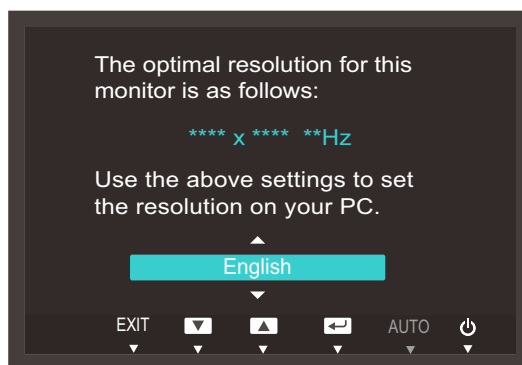 The optimal resolution for this
monitor is as follows:
**** x **** **Hz
Use the above settings to set
the resolution on your PC.
English
EXIT AUTO